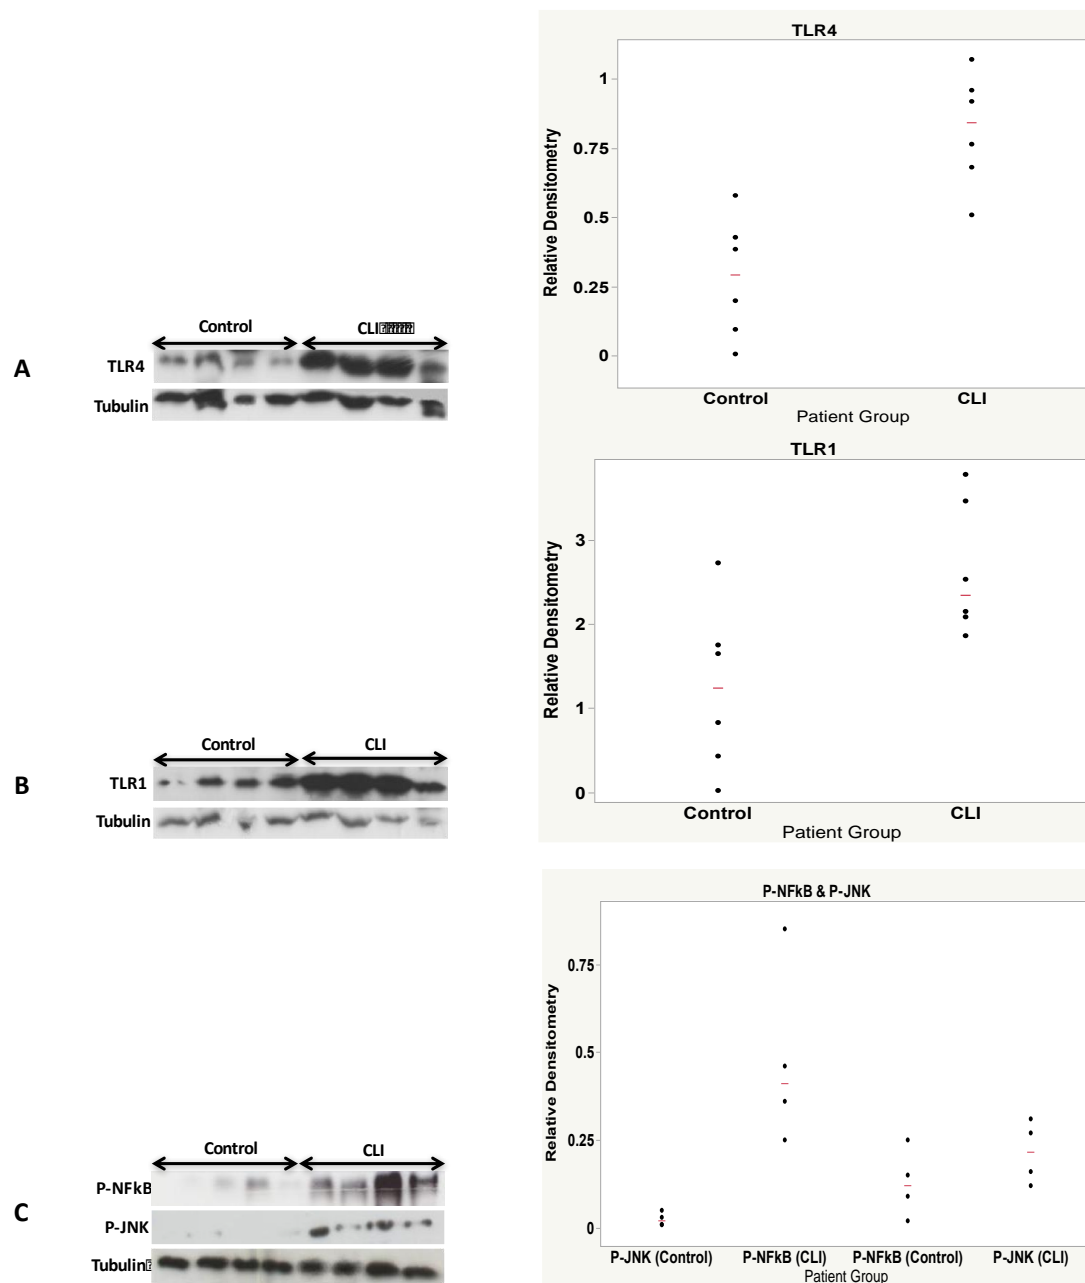 TLR4
1
0.75
0.5
0.25
0
Relative Densitometry
Control CLI
Patient Group
Control CLI
A
TLR4
Tubulin
TLR1
3
2
1
0
Relative Densitometry
Control CLI
Patient Group
Control CLI
B
TLR1
Tubulin
P-NFkB & P-JNK
0.75
0.5
0.25
0
Relative Densitometry
P-JNK (Control) P-NFkB (CLI) P-NFkB (Control) P-JNK (CLI)
Patient Group
Control CLI
P-NFkB
C
P-JNK
Tubulin